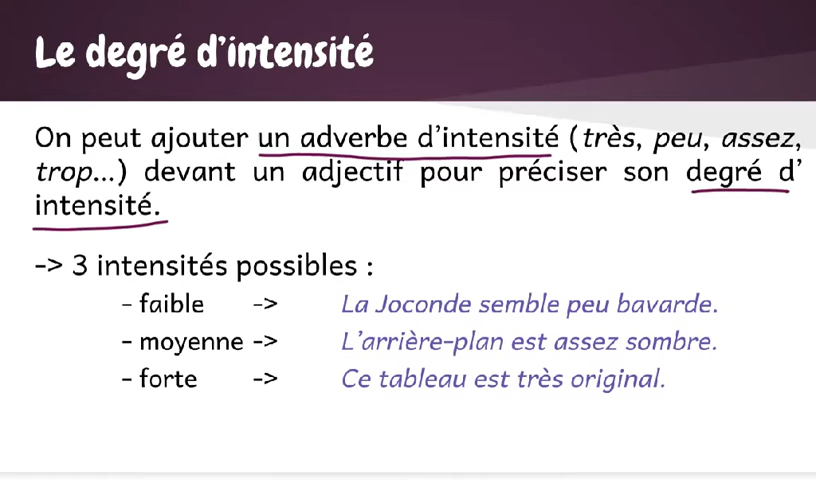 Le degré d'intensité
On peut ajouter un adverbe d'intensité (très, peu, assez,
trop...) devant un adjectif pour préciser son degré d'
intensité.
-> 3 intensités possibles :
- faible -> La Joconde semble peu bavarde.
- moyenne -> L'arrière-plan est assez sombre.
- forte -> Ce tableau est très original.